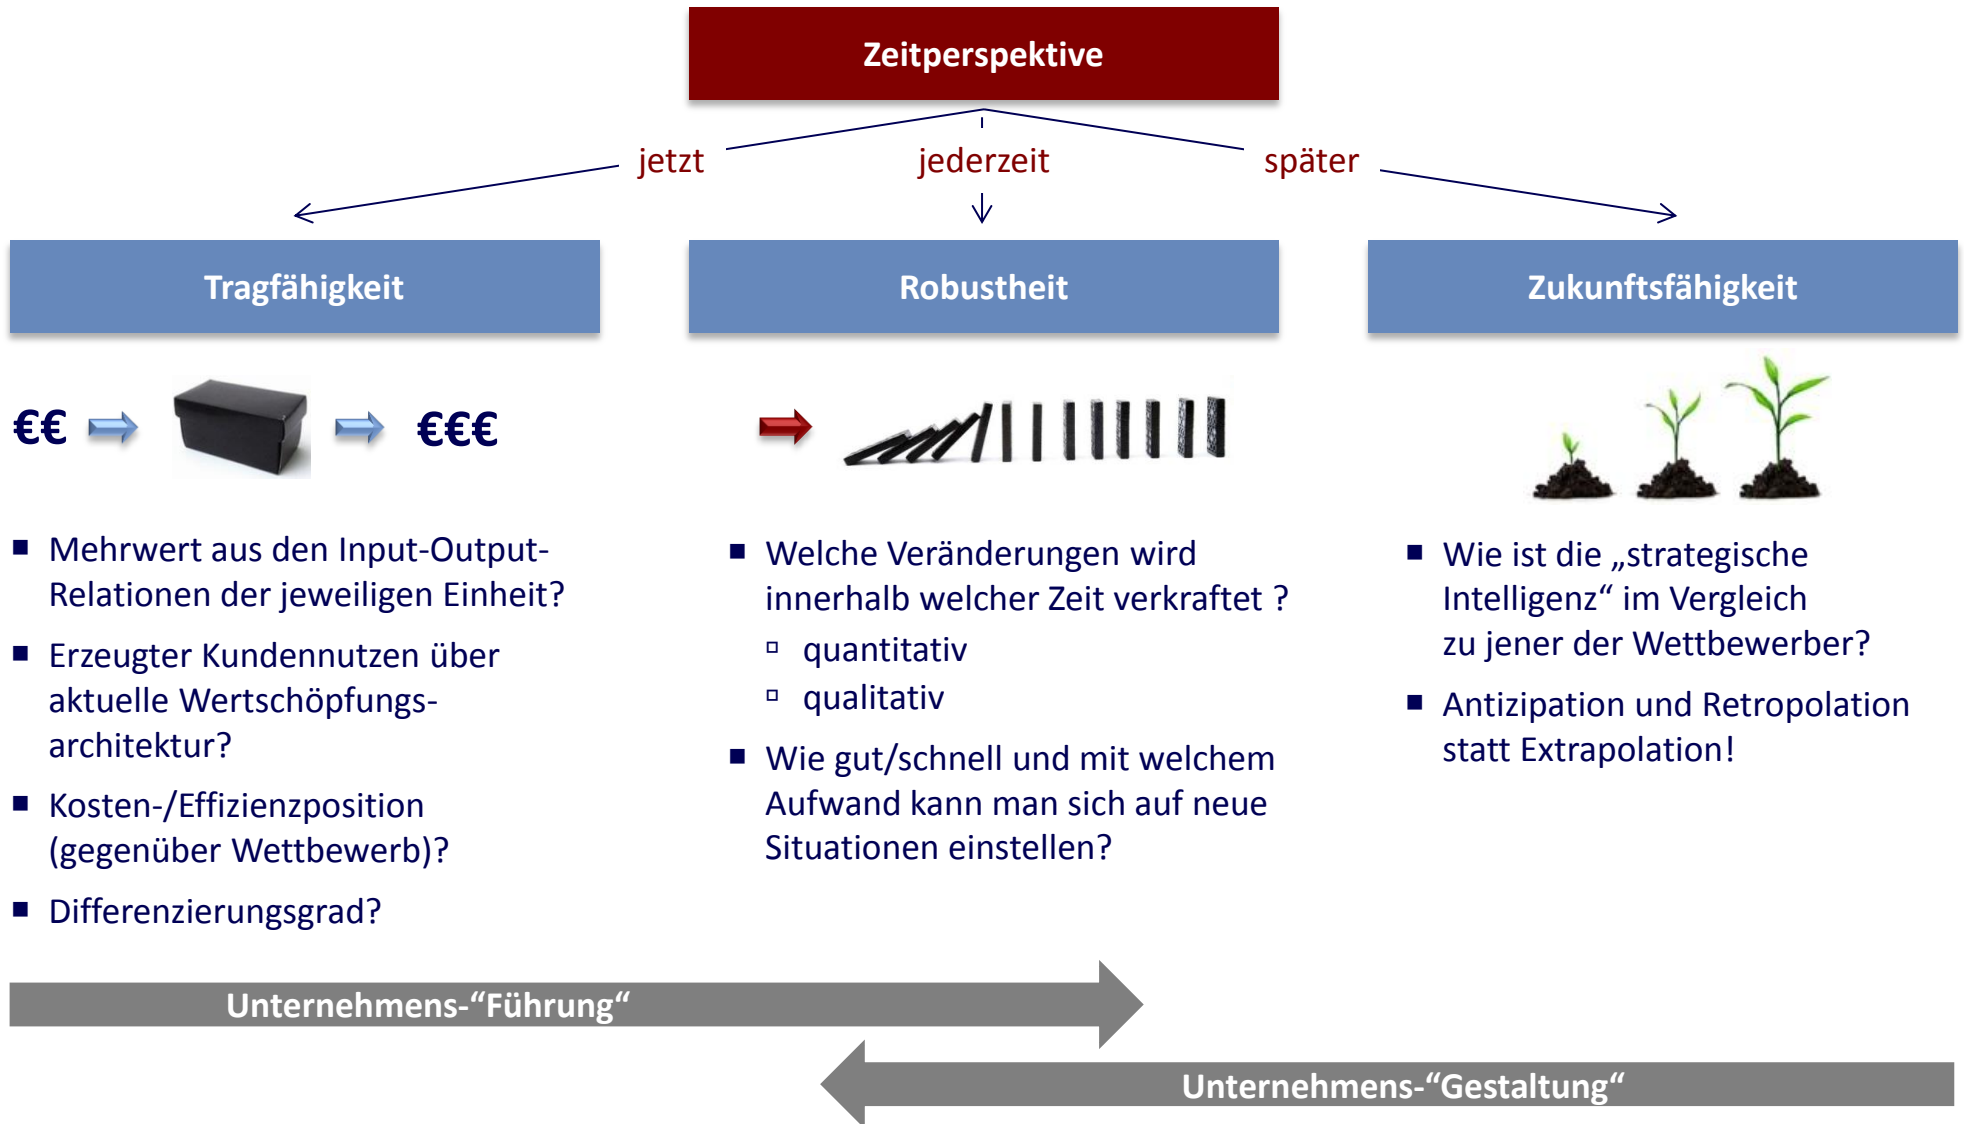 Zeitperspektive
jetzt
jederzeit
später
Tragfähigkeit
Robustheit
Zukunftsfähigkeit
€€
€€€
■ Mehrwert aus den Input-Output-
Relationen der jeweiligen Einheit?
■ Erzeugter Kundennutzen über
aktuelle Wertschöpfungs-
architektur?
■ Kosten-/Effizienzposition
(gegenüber Wettbewerb)?
■ Differenzierungsgrad?
■ Welche Veränderungen wird
innerhalb welcher Zeit verkraftet ?
▫ quantitativ
▫ qualitativ
■ Wie gut/schnell und mit welchem
Aufwand kann man sich auf neue
Situationen einstellen?
■ Wie ist die „strategische
Intelligenz“ im Vergleich
zu jener der Wettbewerber?
■ Antizipation und Retropolation
statt Extrapolation!
Unternehmens-“Führung“
Unternehmens-“Gestaltung“